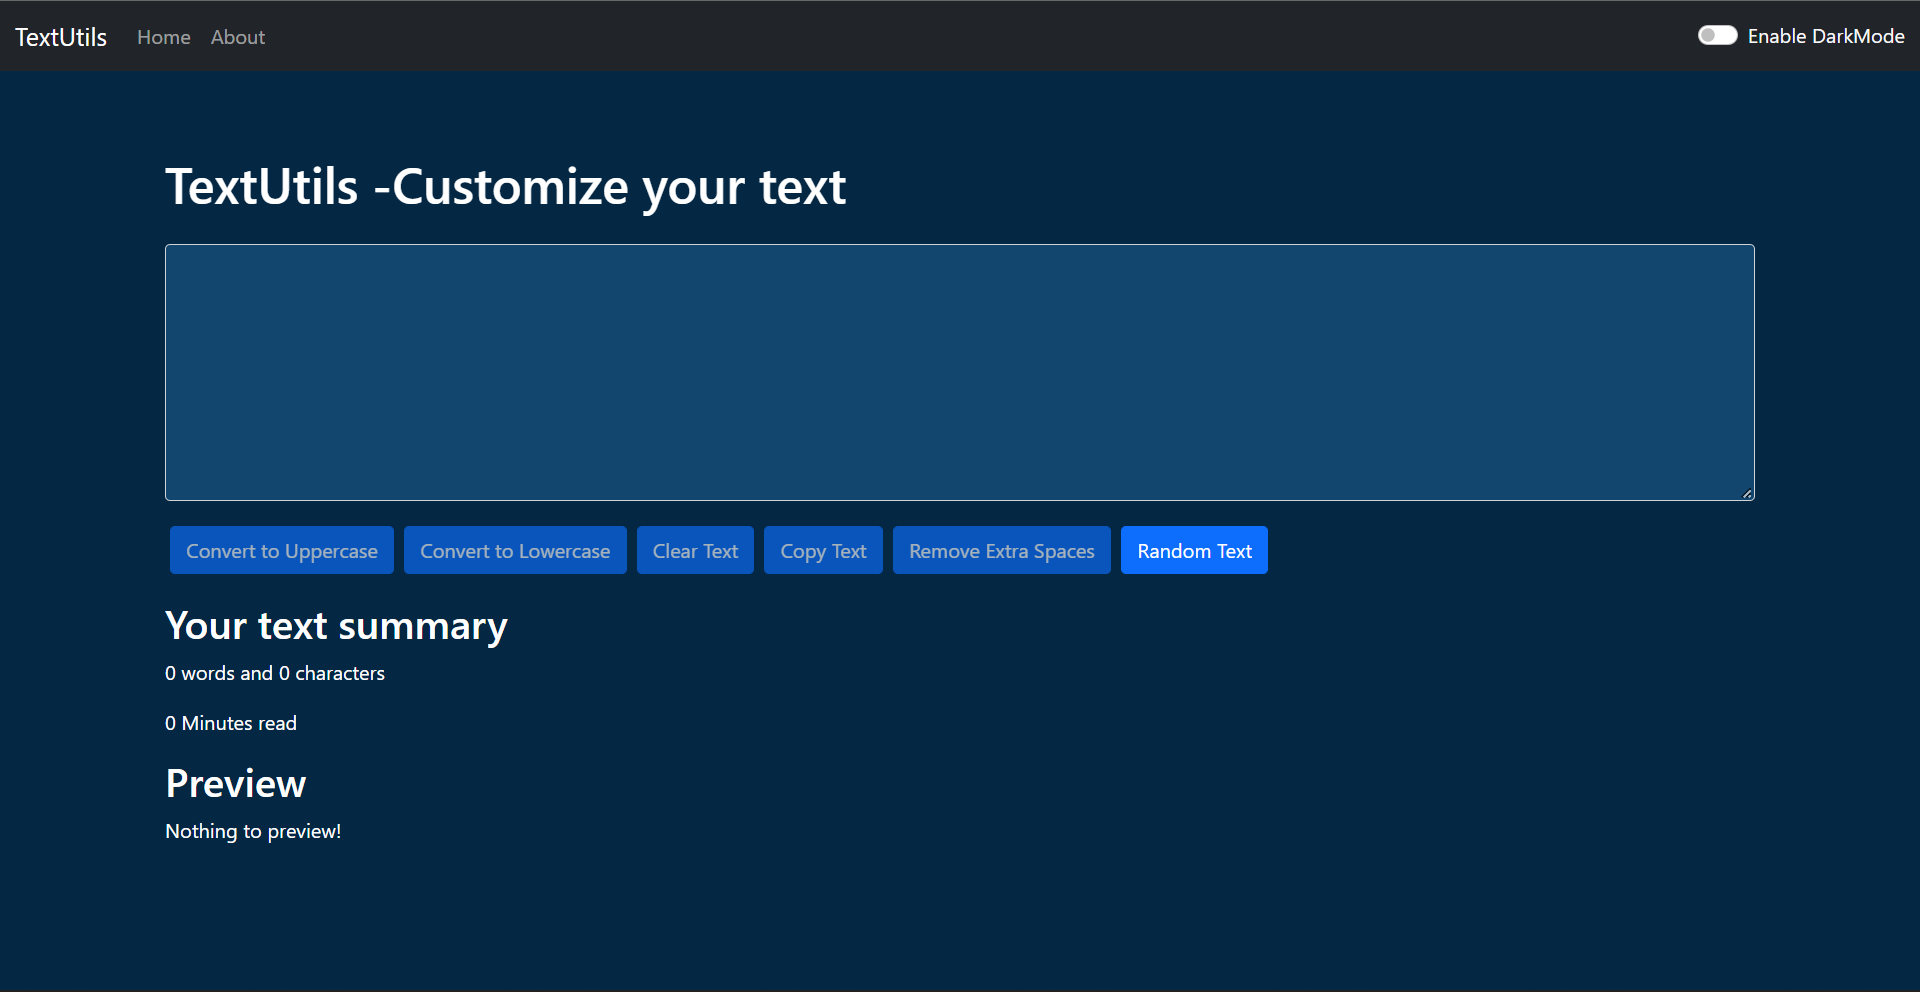 TextUtils Home About Enable DarkMode
TextUtils -Customize your text
Convert to Uppercase Convert to Lowercase Clear Text Copy Text Remove Extra Spaces Random Text
Your text summary
0 words and 0 characters
0 Minutes read
Preview
Nothing to preview!